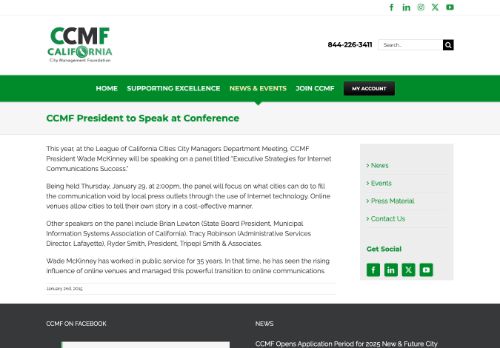 CCMF
CALIFORNIA
City Management Foundation
844-226-3411
Search...
HOME SUPPORTING EXCELLENCE NEWS & EVENTS JOIN CCMF MY ACCOUNT
CCMF President to Speak at Conference
This year, at the League of California Cities City Managers Department Meeting, CCMF
President Wade McKinney will be speaking on a panel titled "Executive Strategies for Internet
Communications Success."
Being held Thursday, January 29, at 2:00pm, the panel will focus on what cities can do to fill
the communication void by local press outlets through the use of Internet technology. Online
venues allow cities to tell their own story in a cost-effective manner.
Other speakers on the panel include Brian Lewton (State Board President, Municipal
Information Systems Association of California), Tracy Robinson (Administrative Services
Director, Lafayette), Ryder Smith, President, Tripepi Smith & Associates.
Wade McKinney has worked in public service for 35 years. In that time, he has seen the rising
influence of online venues and managed this powerful transition to online communications.
January 2nd, 2015
News
Events
Press Material
Contact Us
Get Social
CCMF ON FACEBOOK
NEWS
CCMF Opens Application Period for 2025 New & Future City